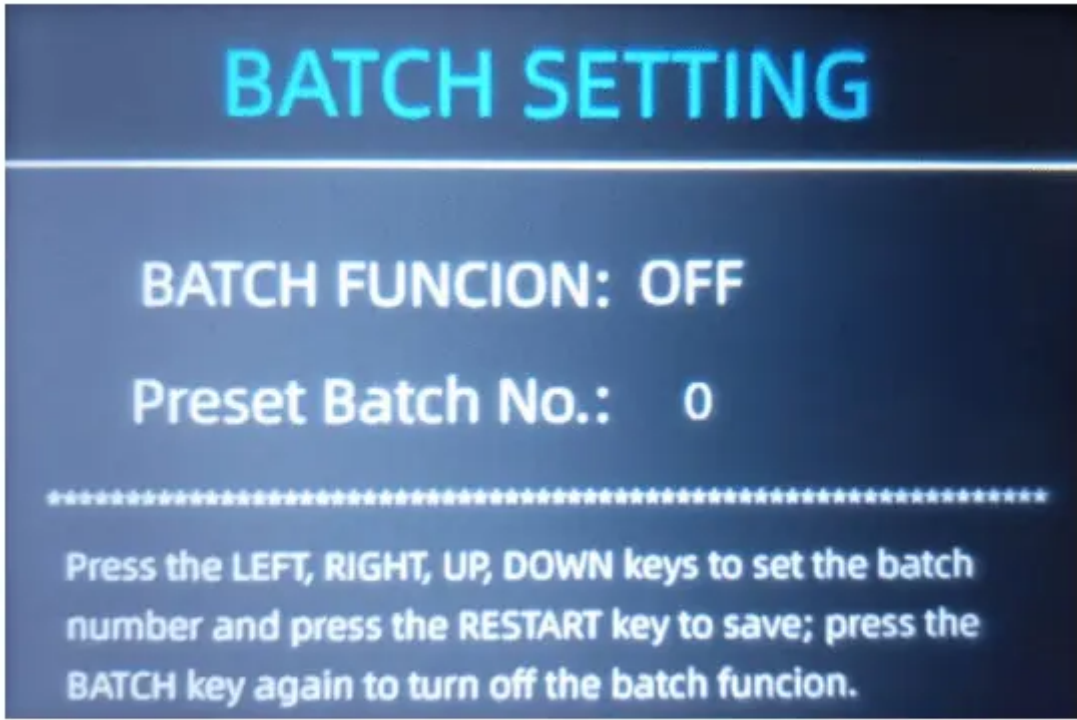 BATCH SETTING
BATCH FUNCION: OFF
Preset Batch No.: 0
****************************************************************
Press the LEFT, RIGHT, UP, DOWN keys to set the batch
number and press the RESTART key to save; press the
BATCH key again to turn off the batch funcion.